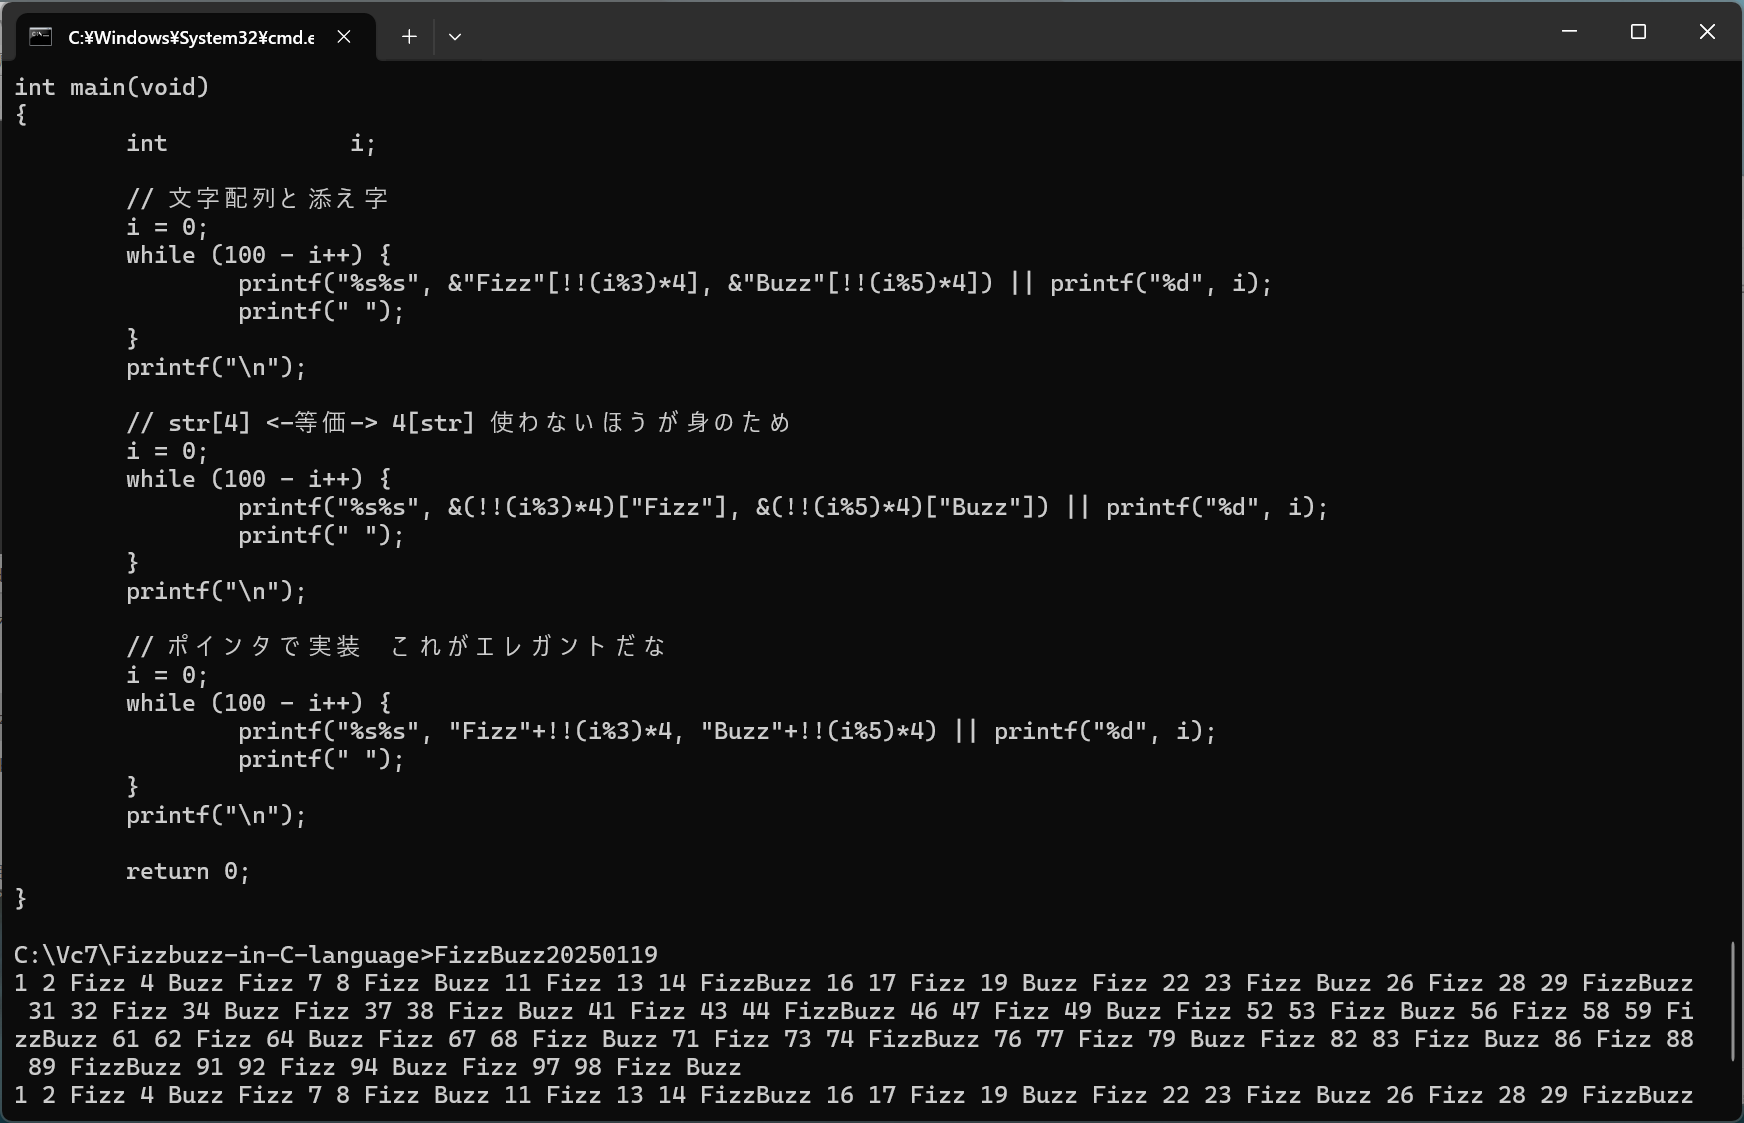 C:¥Windows¥System32¥cmd.e
int main(void)
{
        int             i;
        // 文字配列と添え字
        i = 0;
        while (100 - i++) {
                printf("%s%s", &"Fizz"[!!(i%3)*4], &"Buzz"[!!(i%5)*4]) || printf("%d", i);
                printf(" ");
        }
        printf("\n");
        // str[4] <-等価-> 4[str] 使わないほうが身のため
        i = 0;
        while (100 - i++) {
                printf("%s%s", &(!!(i%3)*4)["Fizz"], &(!!(i%5)*4)["Buzz"]) || printf("%d", i);
                printf(" ");
        }
        printf("\n");
        // ポインタで実装　これがエレガントだな
        i = 0;
        while (100 - i++) {
                printf("%s%s", "Fizz"+!!(i%3)*4, "Buzz"+!!(i%5)*4) || printf("%d", i);
                printf(" ");
        }
        printf("\n");
        return 0;
}
C:\Vc7\Fizzbuzz-in-C-language>FizzBuzz20250119
1 2 Fizz 4 Buzz Fizz 7 8 Fizz Buzz 11 Fizz 13 14 FizzBuzz 16 17 Fizz 19 Buzz Fizz 22 23 Fizz Buzz 26 Fizz 28 29 FizzBuzz
 31 32 Fizz 34 Buzz Fizz 37 38 Fizz Buzz 41 Fizz 43 44 FizzBuzz 46 47 Fizz 49 Buzz Fizz 52 53 Fizz Buzz 56 Fizz 58 59 Fi
zzBuzz 61 62 Fizz 64 Buzz Fizz 67 68 Fizz Buzz 71 Fizz 73 74 FizzBuzz 76 77 Fizz 79 Buzz Fizz 82 83 Fizz Buzz 86 Fizz 88
 89 FizzBuzz 91 92 Fizz 94 Buzz Fizz 97 98 Fizz Buzz
1 2 Fizz 4 Buzz Fizz 7 8 Fizz Buzz 11 Fizz 13 14 FizzBuzz 16 17 Fizz 19 Buzz Fizz 22 23 Fizz Buzz 26 Fizz 28 29 FizzBuzz